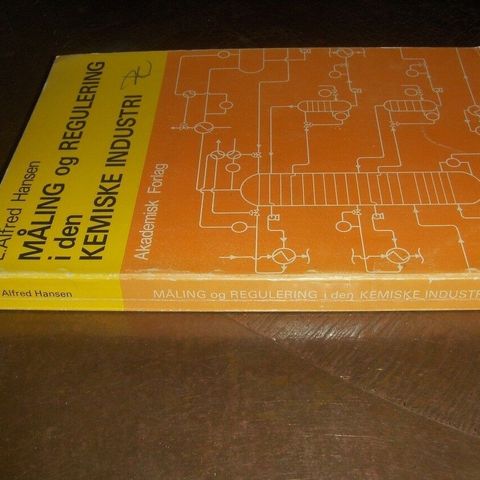 L. Alfred Hansen
MÅLING og REGULERING
i den
KEMISKE INDUSTRI
Akademisk Forlag
Alfred Hansen
MÅLING og REGULERING i den KEMISKE INDUSTRI